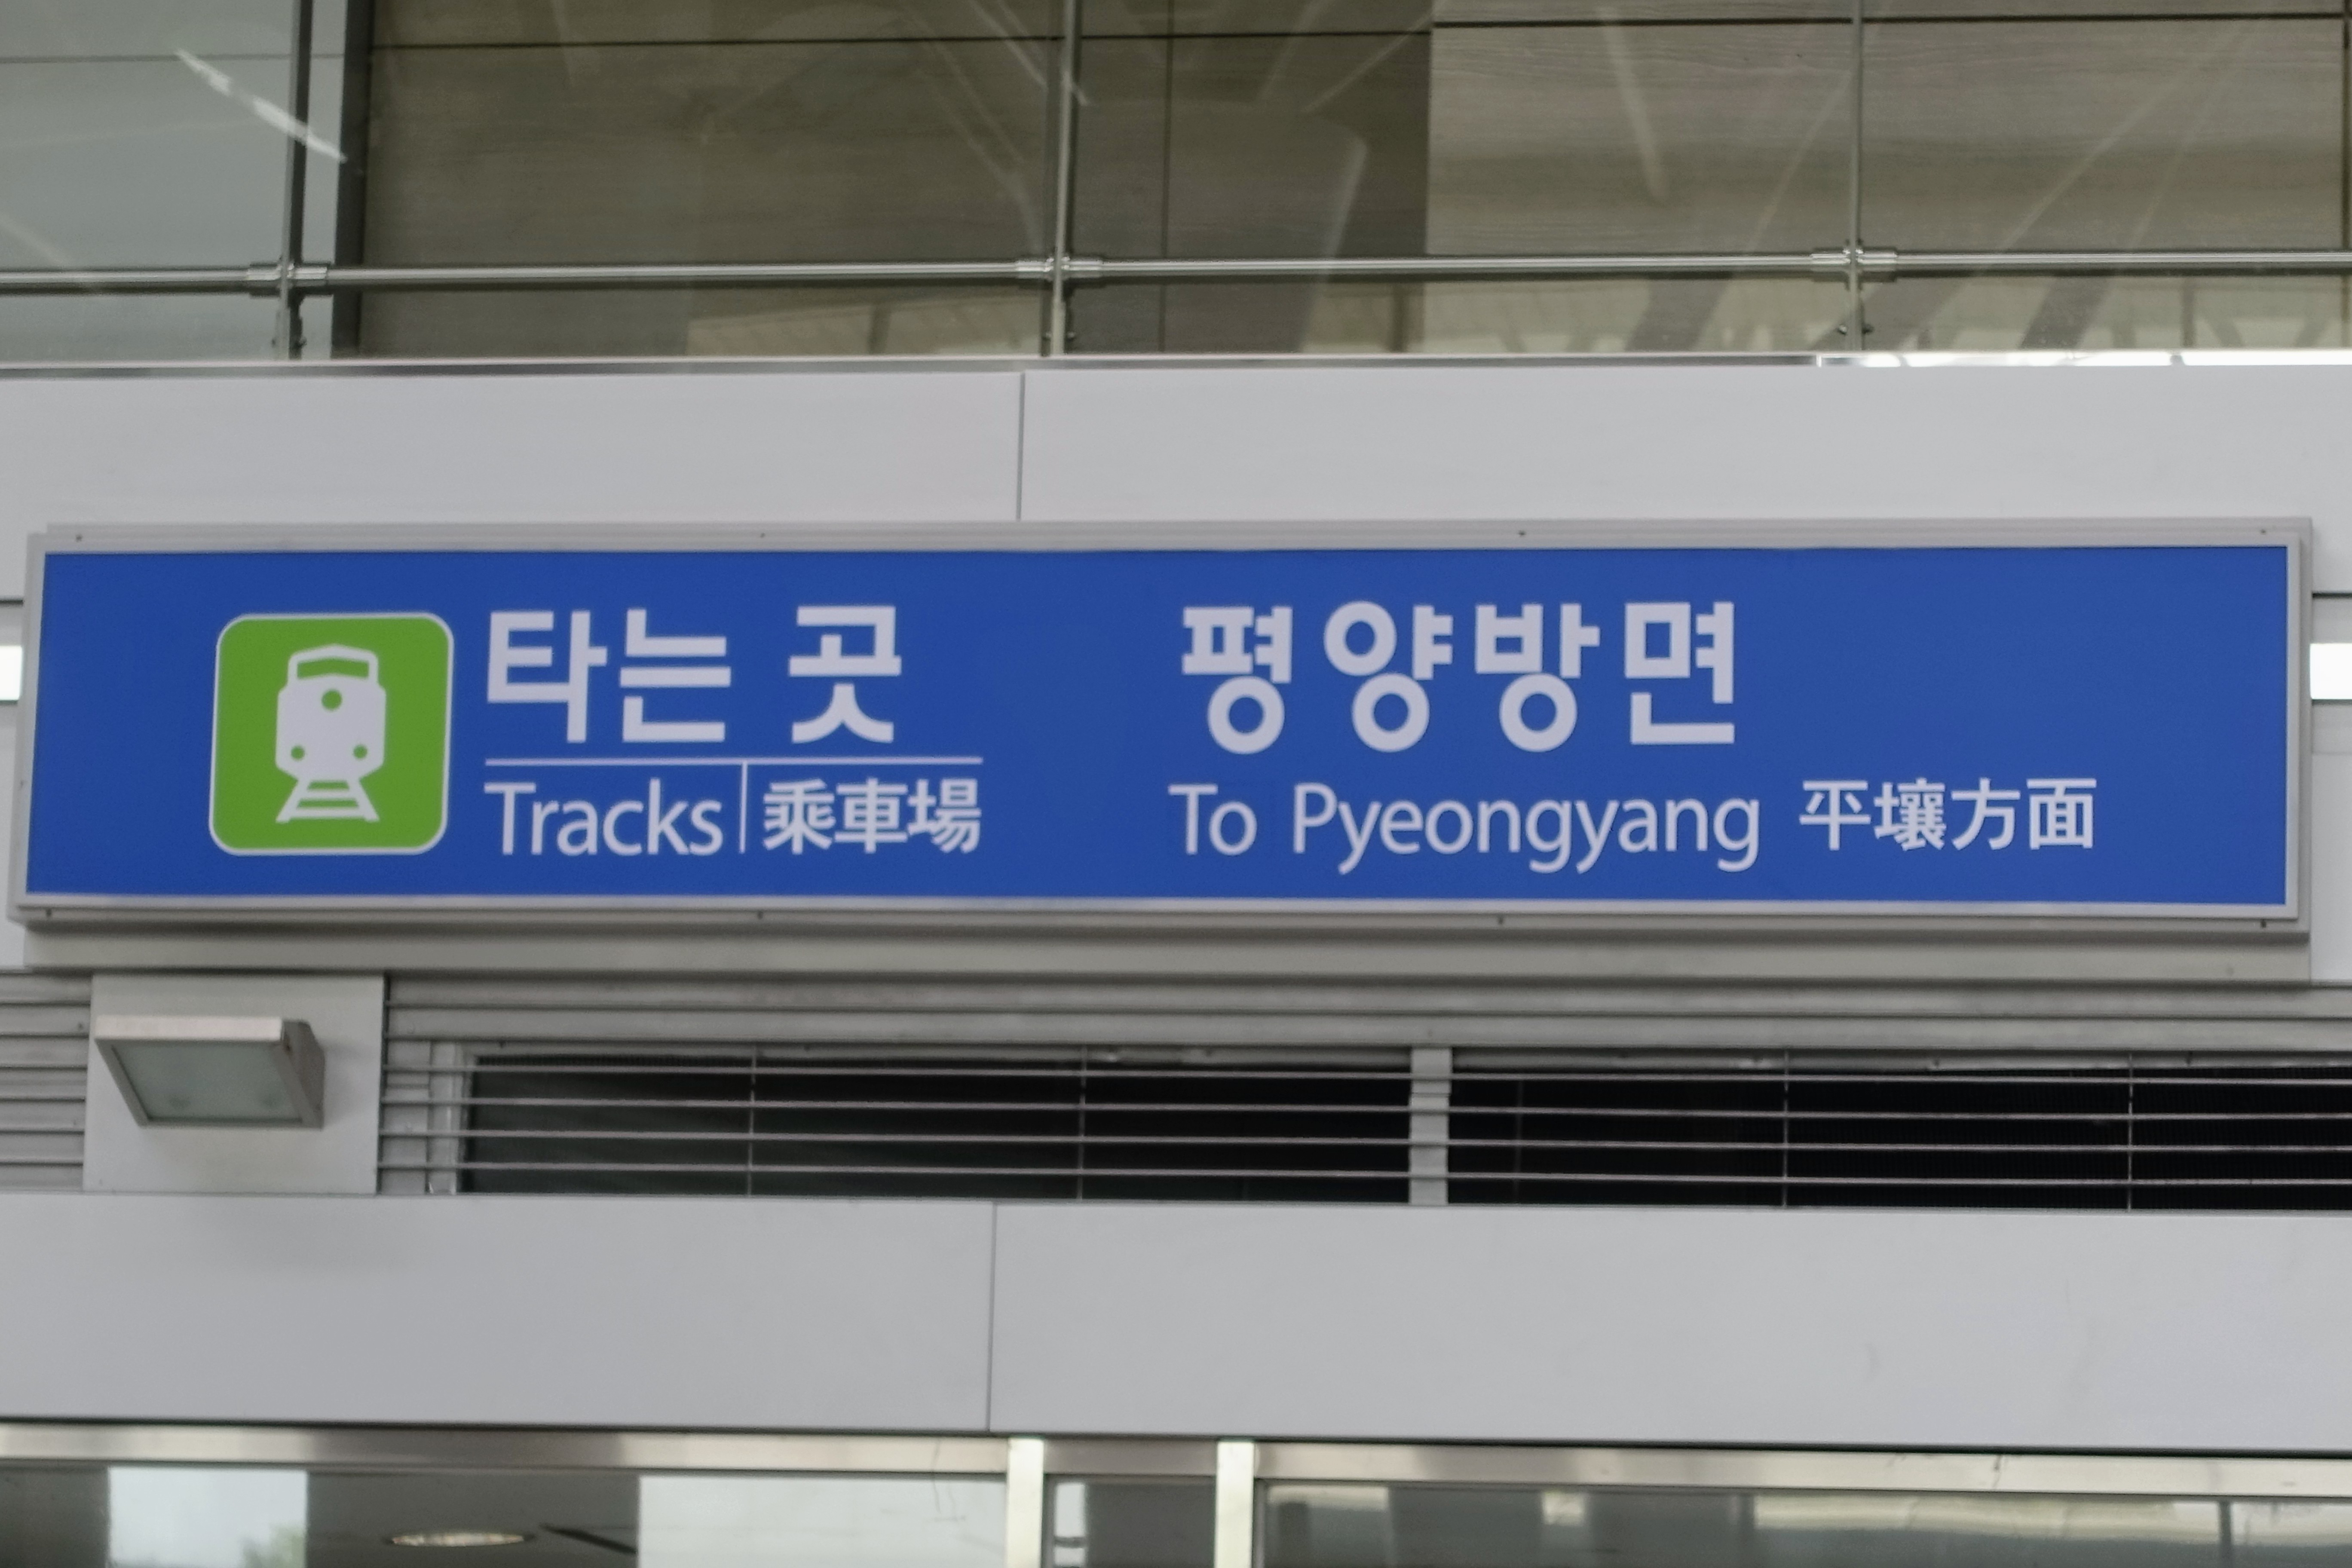 타는 곳
Tracks 乘車場
평양방면
To Pyeongyang 平壤方面